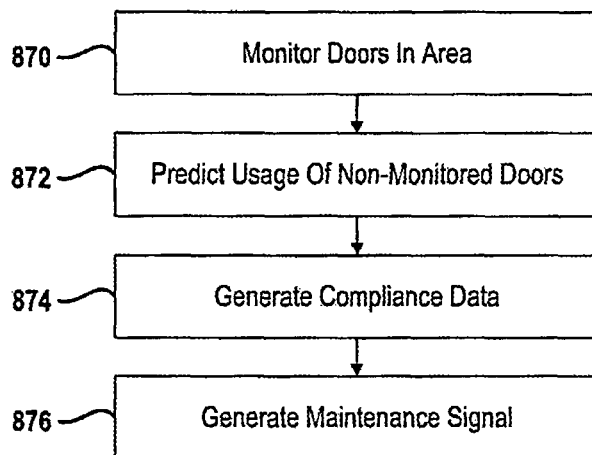 870 Monitor Doors In Area
872 Predict Usage Of Non-Monitored Doors
874 Generate Compliance Data
876 Generate Maintenance Signal